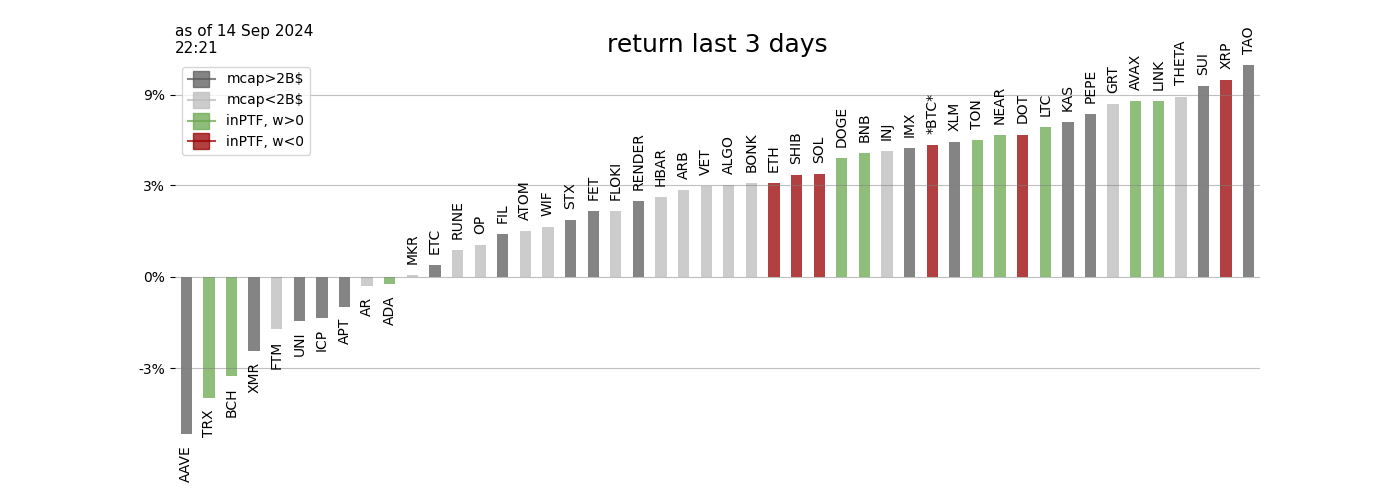 as of 14 Sep 2024
22:21
return last 3 days
mcap>2B$
mcap<2B$
inPTF, w>0
inPTF, w<0
9%
3%
0%
-3%
AAVE
TRX
BCH
XMR
FTM
UNI
ICP
APT
AR
ADA
MKR
ETC
RUNE
OP
FIL
ATOM
WIF
STX
FET
FLOKI
RENDER
HBAR
ARB
VET
ALGO
BONK
ETH
SHIB
SOL
DOGE
BNB
INJ
IMX
*BTC*
XLM
TON
NEAR
DOT
LTC
KAS
PEPE
GRT
AVAX
LINK
THETA
SUI
XRP
TAO